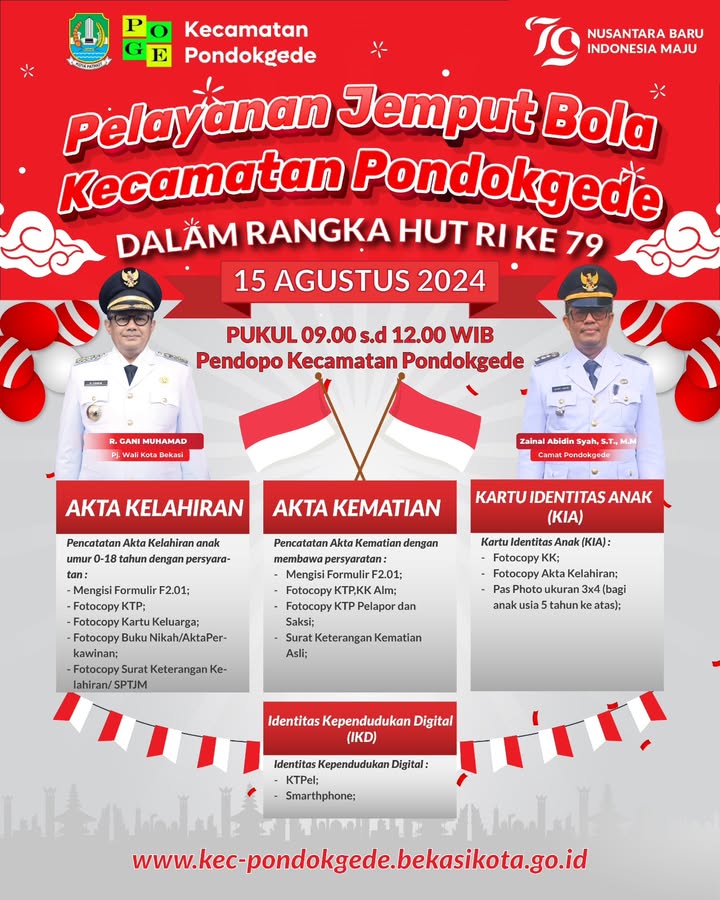 KOTA PATRIOT
P O
G E
Kecamatan
Pondokgede
79
NUSANTARA BARU
INDONESIA MAJU
Pelayanan Jemput Bola
Kecamatan Pondokgede
DALAM RANGKA HUT RI KE 79
15 AGUSTUS 2024
PUKUL 09.00 s.d 12.00 WIB
Pendopo Kecamatan Pondokgede
R. GANI MUHAMAD
Pj. Wali Kota Bekasi
Zainal Abidin Syah, S.T., M.M
Camat Pondokgede
AKTA KELAHIRAN
Pencatatan Akta Kelahiran anak
umur 0-18 tahun dengan persyara-
tan :
- Mengisi Formulir F2.01;
- Fotocopy KTP;
- Fotocopy Kartu Keluarga;
- Fotocopy Buku Nikah/AktaPer-
kawinan;
- Fotocopy Surat Keterangan Ke-
lahiran/ SPTJM
AKTA KEMATIAN
Pencatatan Akta Kematian dengan
membawa persyaratan :
- Mengisi Formulir F2.01;
- Fotocopy KTP,KK Alm;
- Fotocopy KTP Pelapor dan
Saksi;
- Surat Keterangan Kematian
Asli;
KARTU IDENTITAS ANAK
(KIA)
Kartu Identitas Anak (KIA) :
- Fotocopy KK;
- Fotocopy Akta Kelahiran;
- Pas Photo ukuran 3x4 (bagi
anak usia 5 tahun ke atas);
Identitas Kependudukan Digital
(IKD)
Identitas Kependudukan Digital :
- KTPel;
- Smarthphone;
www.kec-pondokgede.bekasikota.go.id